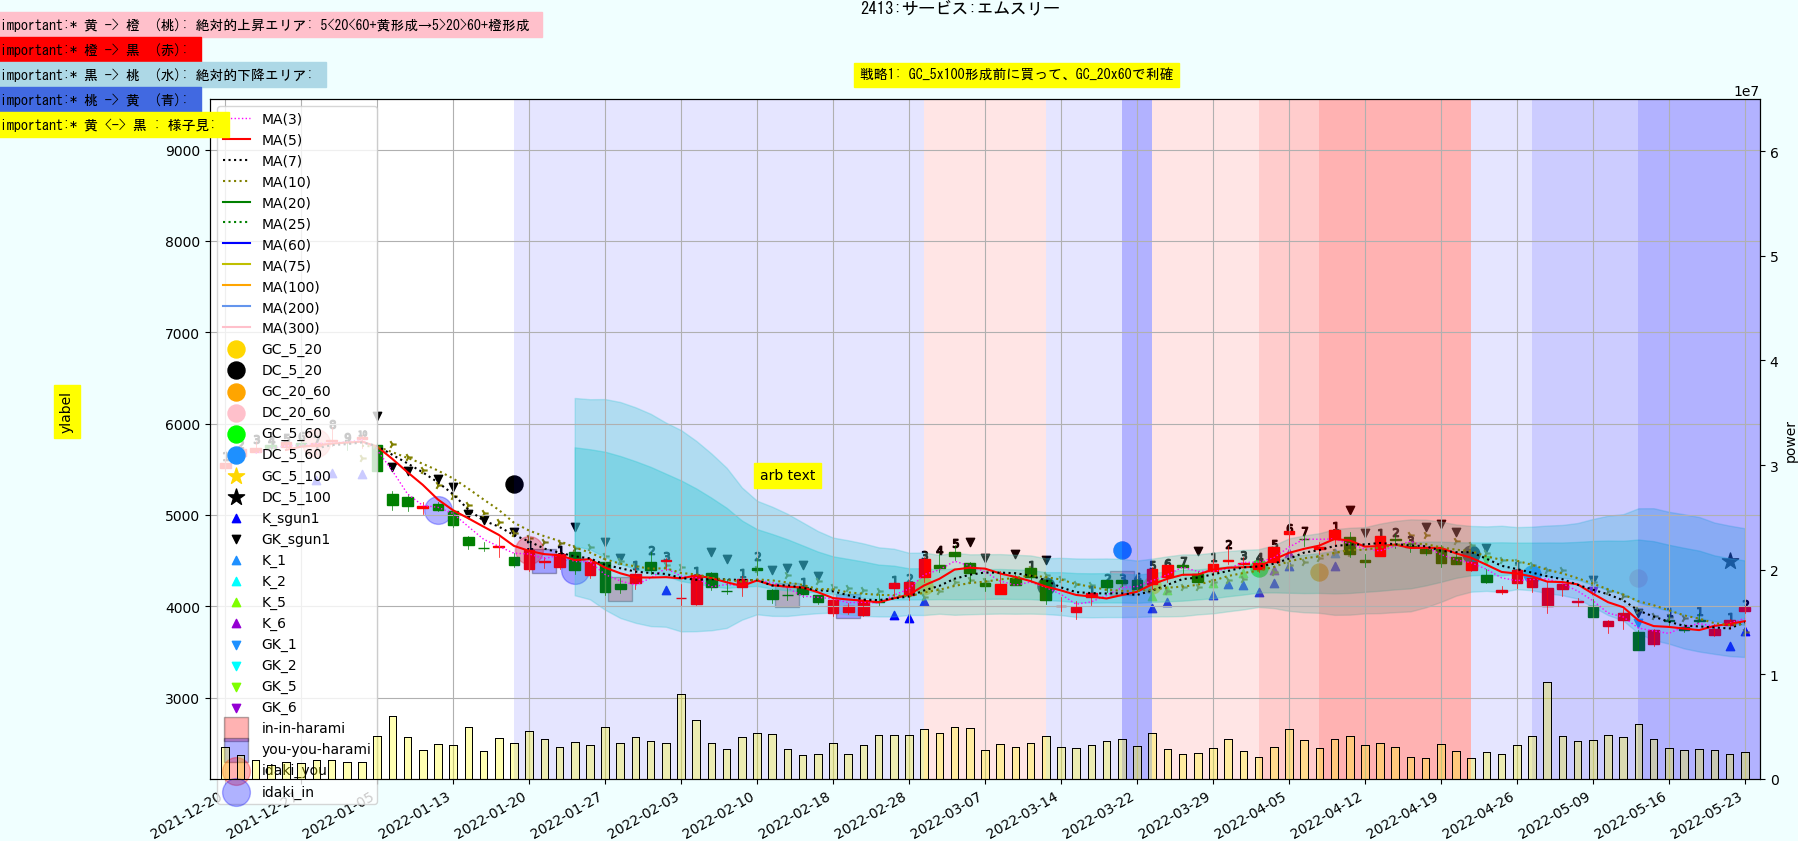 2413:サービス:エムスリー
important:* 黄 -> 橙 (桃): 絶対的上昇エリア: 5<20<60+黄形成→5>20>60+橙形成
important:* 橙 -> 黒 (赤):
important:* 黒 -> 桃 (水): 絶対的下降エリア:
important:* 桃 -> 黄 (青):
important:* 黄 <-> 黒 : 様子見:
戦略1: GC_5x100形成前に買って、GC_20x60で利確
1e7
MA(3)
MA(5)
MA(7)
MA(10)
MA(20)
MA(25)
MA(60)
MA(75)
MA(100)
MA(200)
MA(300)
GC_5_20
DC_5_20
GC_20_60
DC_20_60
GC_5_60
DC_5_60
GC_5_100
DC_5_100
K_sgun1
GK_sgun1
K_1
K_2
K_5
K_6
GK_1
GK_2
GK_5
GK_6
in-in-harami
you-you-harami
idaki_you
idaki_in
9000
8000
7000
6000
5000
4000
3000
ylabel
arb text
power
6
5
4
3
2
1
0
2021-12-20
2022-01-05
2022-01-13
2022-01-20
2022-01-27
2022-02-03
2022-02-10
2022-02-18
2022-02-28
2022-03-07
2022-03-14
2022-03-22
2022-03-29
2022-04-05
2022-04-12
2022-04-19
2022-04-26
2022-05-09
2022-05-16
2022-05-23